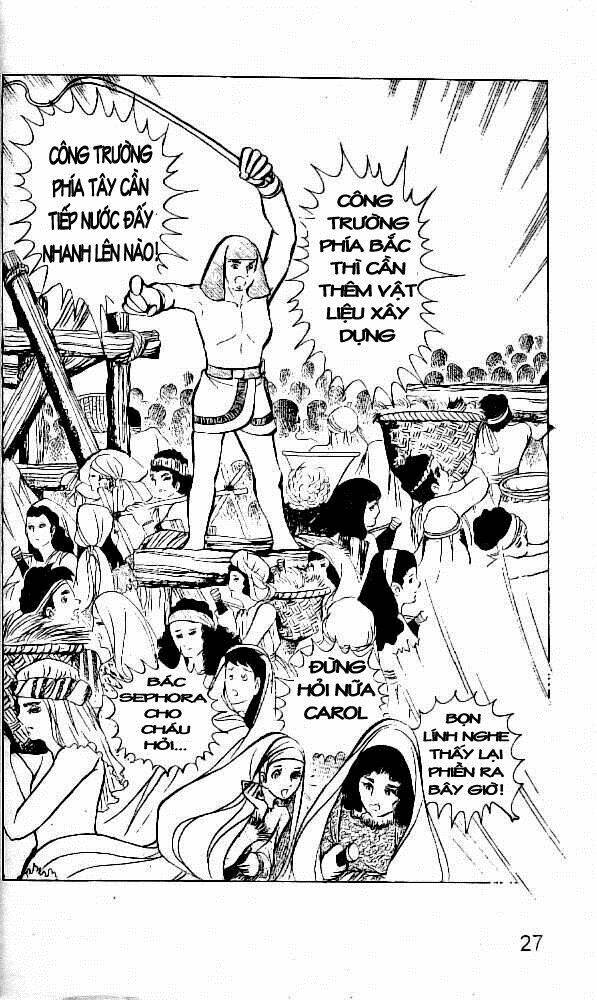 CÔNG TRƯỜNG
PHÍA TÂY CẦN
TIẾP NƯỚC ĐẤY
NHANH LÊN NÀO!
CÔNG
TRƯỜNG
PHÍA BẮC
THÌ CẦN
THÊM VẬT
LIỆU XÂY
DỰNG
BÁC
SEPHORA
CHO
CHÁU
HỎI...
ĐỪNG
HỎI NỮA
CAROL
BỌN
LÍNH NGHE
THẤY LẠI
PHIỀN RA
BÂY GIỜ!
27